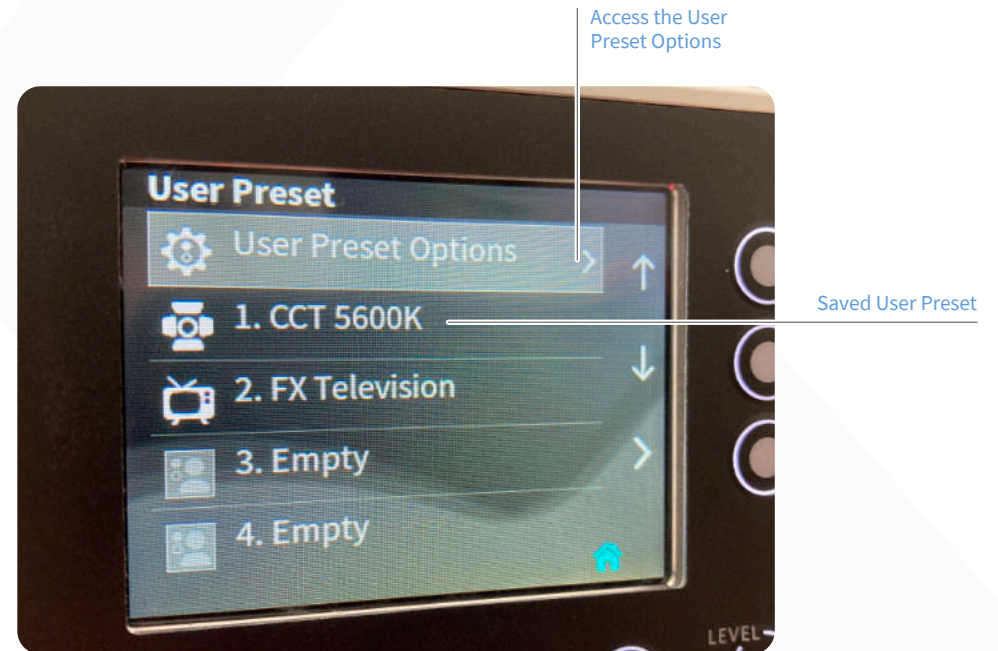 Access the User
Preset Options
User Preset
User Preset Options
1. CCT 5600K
Saved User Preset
2. FX Television
3. Empty
4. Empty
LEVEL